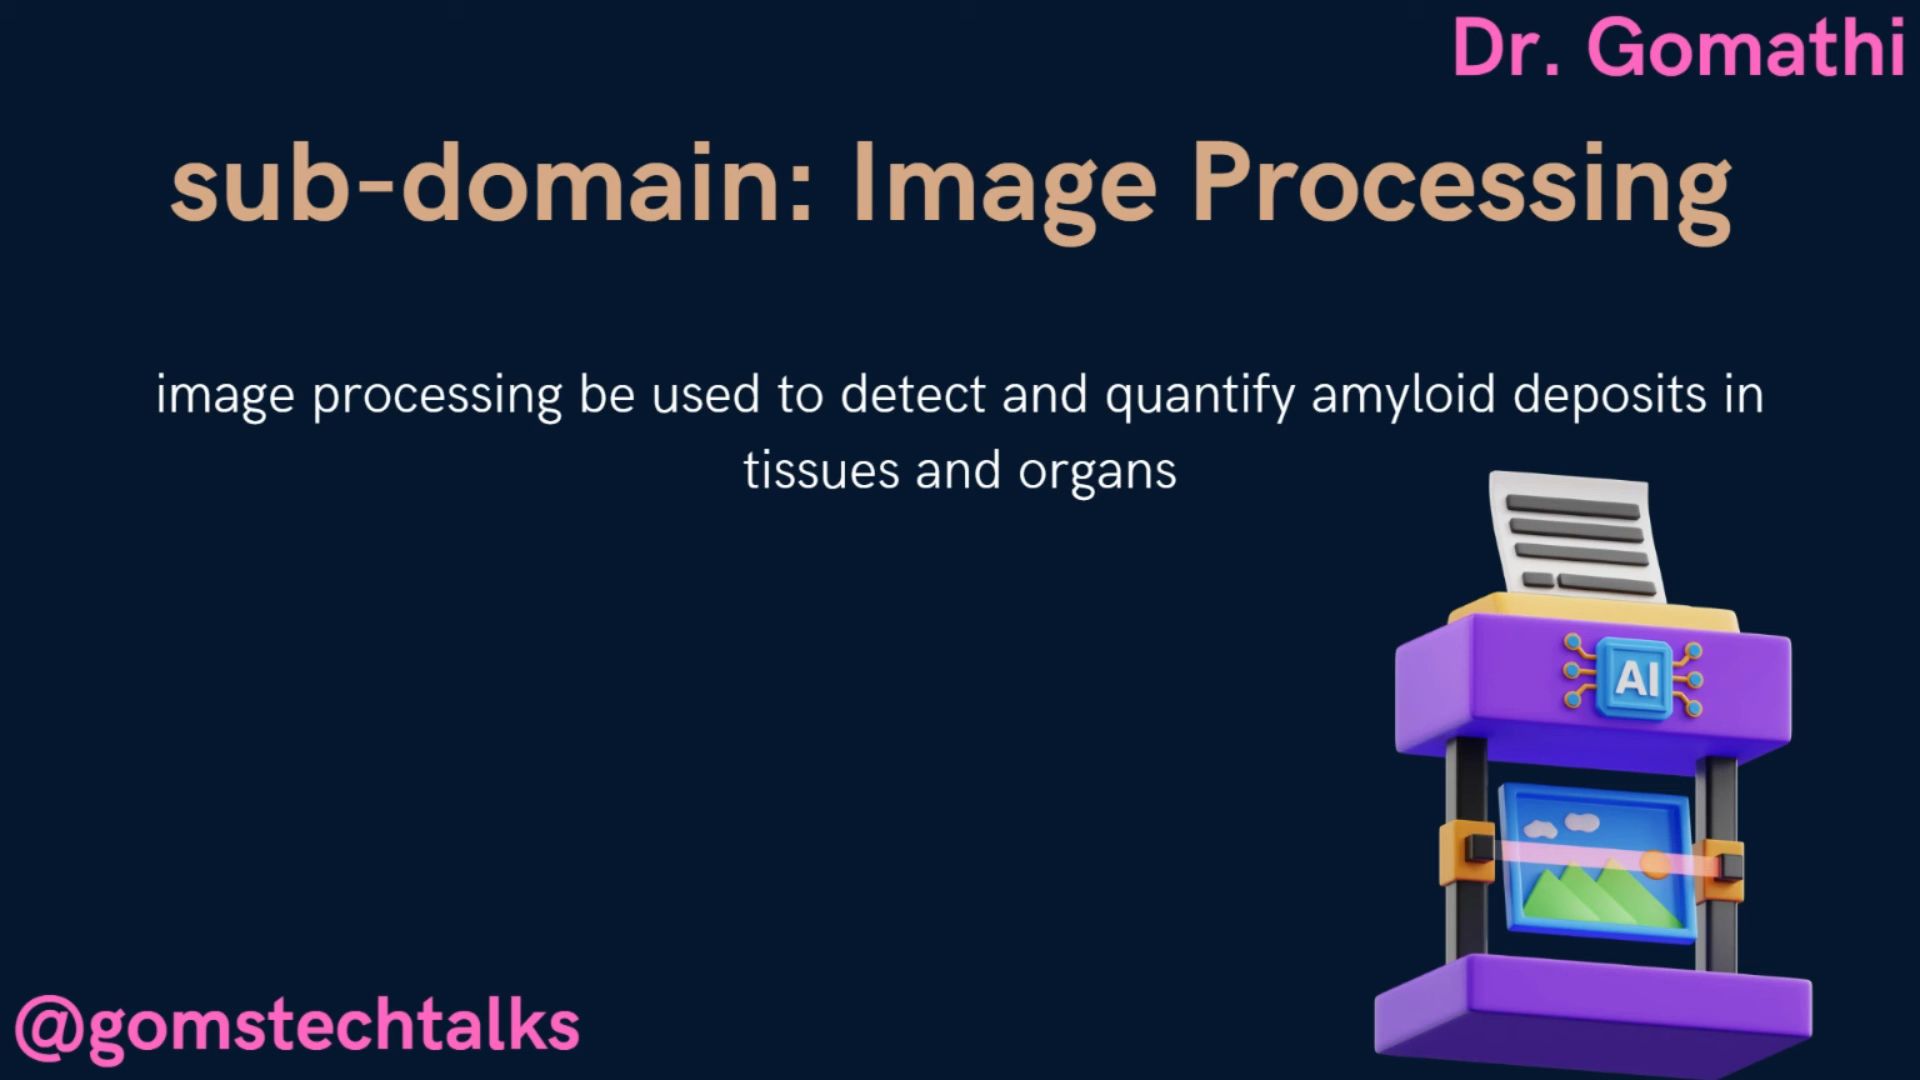 Dr. Gomathi
sub-domain: Image Processing
image processing be used to detect and quantify amyloid deposits in
tissues and organs
AI
@gomstechtalks